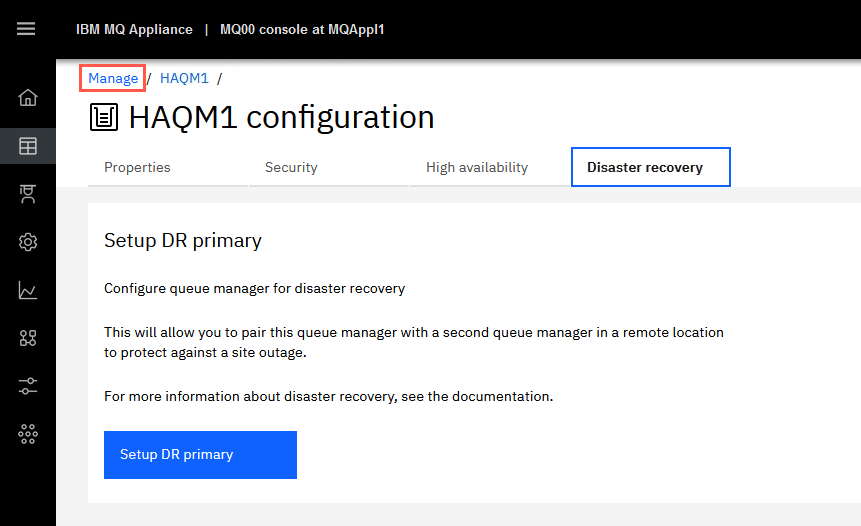 IBM MQ Appliance | MQ00 console at MQAppl1
Manage / HAQM1 /
HAQM1 configuration
Properties Security High availability Disaster recovery
Setup DR primary
Configure queue manager for disaster recovery
This will allow you to pair this queue manager with a second queue manager in a remote location
to protect against a site outage.
For more information about disaster recovery, see the documentation.
Setup DR primary